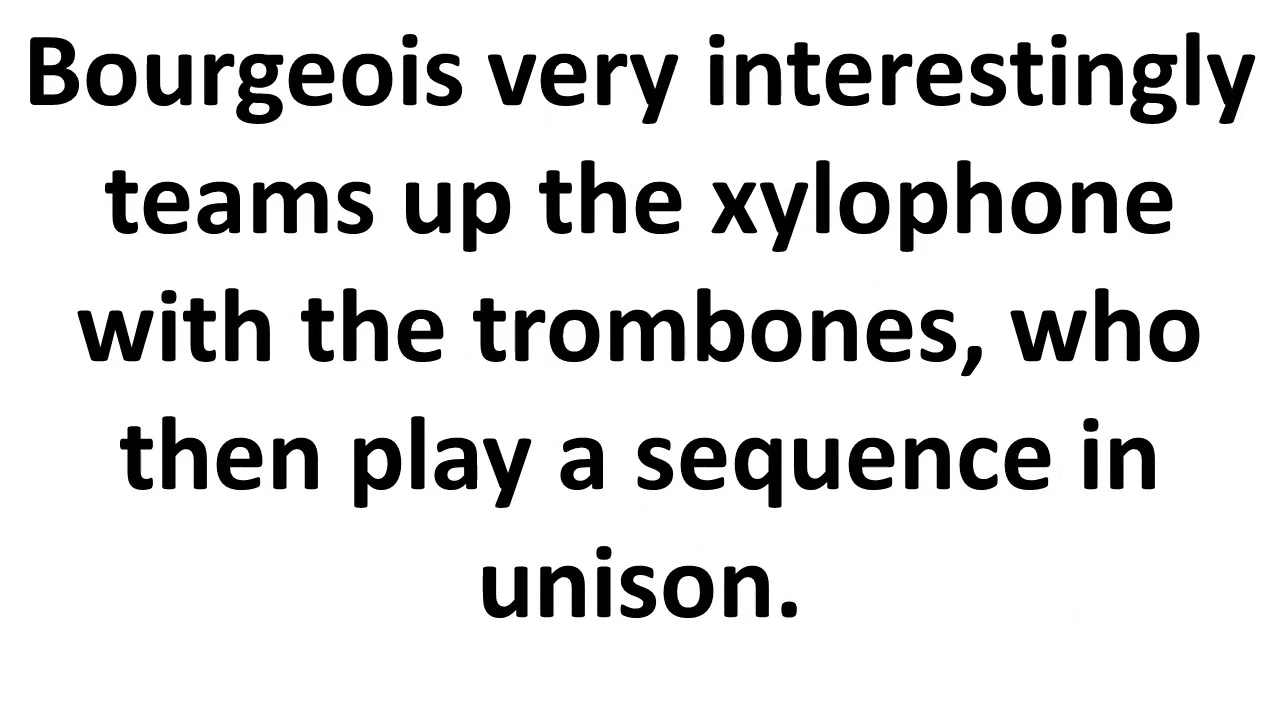 Bourgeois very interestingly
teams up the xylophone
with the trombones, who
then play a sequence in
unison.